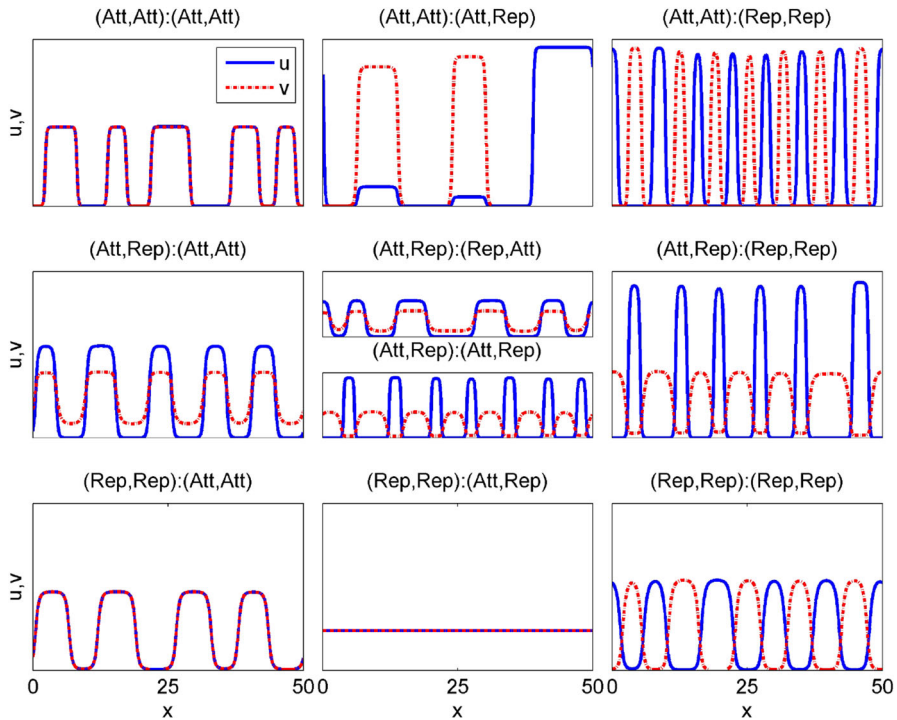 (Att,Att):(Att,Att)
(Att,Att):(Att,Rep)
(Att,Att):(Rep,Rep)
u
v
u,v
(Att,Rep):(Att,Att)
(Att,Rep):(Rep,Att)
(Att,Rep):(Rep,Rep)
(Att,Rep):(Att,Rep)
u,v
(Rep,Rep):(Att,Att)
(Rep,Rep):(Att,Rep)
(Rep,Rep):(Rep,Rep)
u,v
0 25 50 0 25 50 0 25 50
x x x